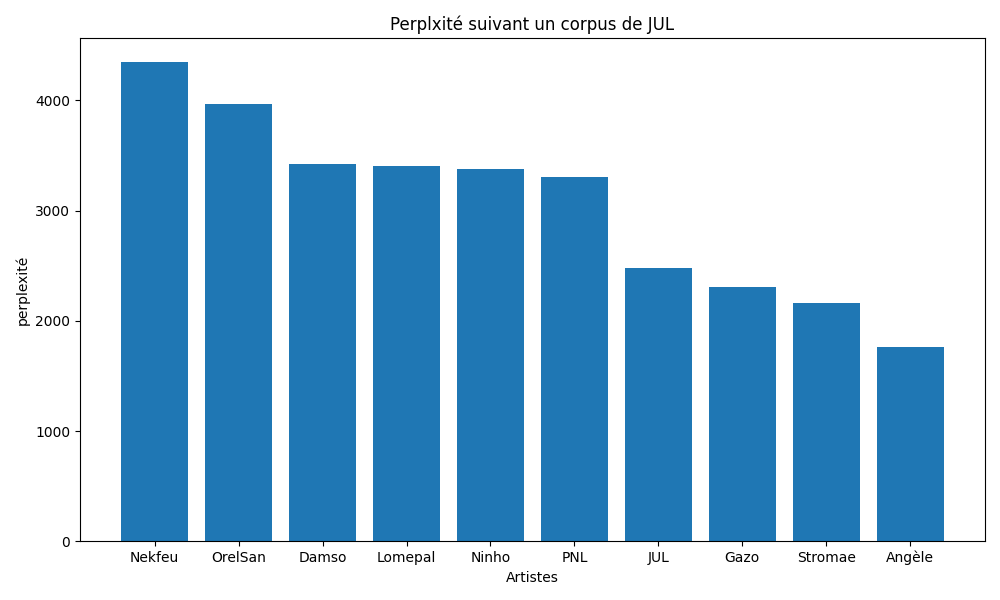 Perplxité suivant un corpus de JUL
perplexité
4000
3000
2000
1000
0
Nekfeu OrelSan Damso Lomepal Ninho PNL JUL Gazo Stromae Angèle
Artistes